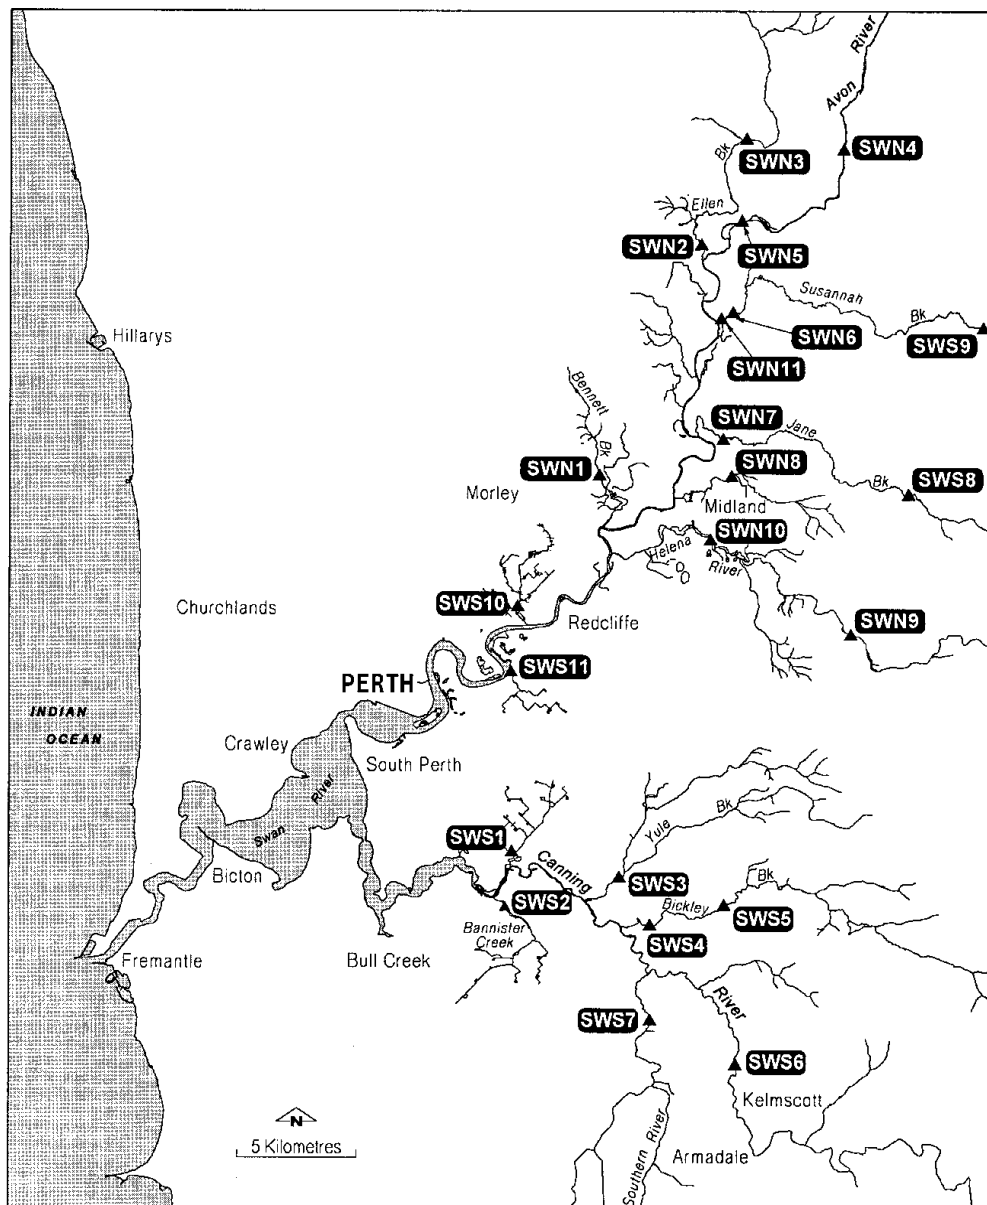 River
Avon
SWN3
SWN4
Bk
Ellen
SWN2
SWN5
Susannah
Bk
SWN6
SWS9
Hillarys
SWN11
Bennett
Bk
SWN7
Jane
SWN1
SWN8
Bk
SWS8
Morley
Midland
SWN10
Helena
River
SWS10
Churchlands
Redcliffe
SWN9
SWS11
PERTH
INDIAN
OCEAN
Crawley
South Perth
River
Swan
Bk
Yule
SWS1
Canning
Bicton
SWS3
Bk
SWS2
Bickley
SWS5
Bannister
Creek
SWS4
Fremantle
Bull Creek
River
SWS7
SWS6
Kelmscott
N
5 Kilometres
Southern River
Armadale